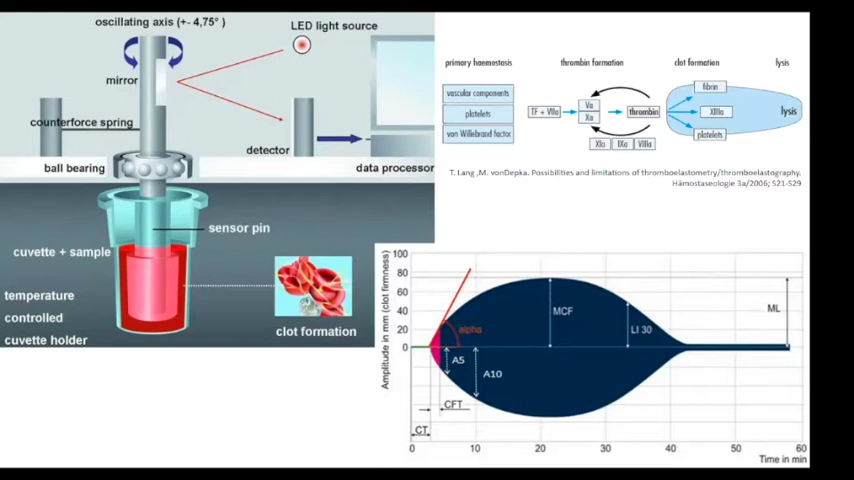 oscillating axis (+- 4,75° )
LED light source
mirror
counterforce spring
detector
ball bearing
data processor
sensor pin
cuvette + sample
temperature
controlled
cuvette holder
clot formation
primary haemostasis
thrombin formation
clot formation
lysis
vascular components
platelets
von Willebrand factor
TF + VIIa
Va
Xa
thrombin
XIa
IXa
VIIIa
fibrin
XIIIa
platelets
lysis
T. Lang ,M. vonDepka. Possibilities and limitations of thromboelastometry/thromboelastography.
Hämostaseologie 3a/2006; S21-S29
Amplitude in mm (clot firmness)
100
80
60
40
20
0
alpha
MCF
LI 30
ML
A5
A10
CFT
CT
0
10
20
30
40
50
60
Time in min